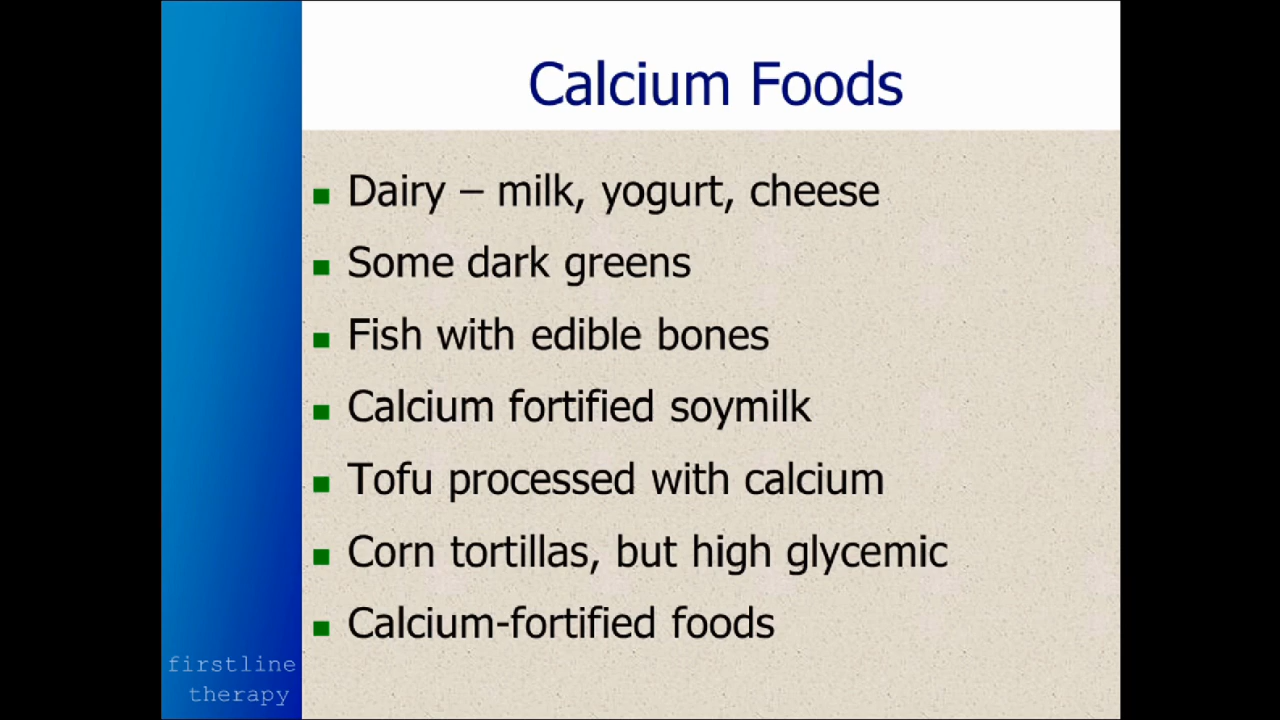 Calcium Foods
Dairy – milk, yogurt, cheese
Some dark greens
Fish with edible bones
Calcium fortified soymilk
Tofu processed with calcium
Corn tortillas, but high glycemic
Calcium-fortified foods
firstline
therapy